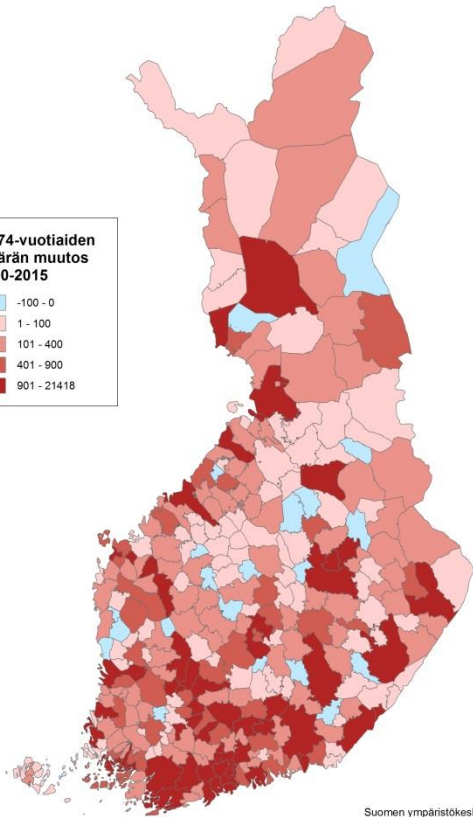 74-vuotiaiden
ärän muutos
0-2015
-100 - 0
1 - 100
101 - 400
401 - 900
901 - 21418
Suomen ympäristökes